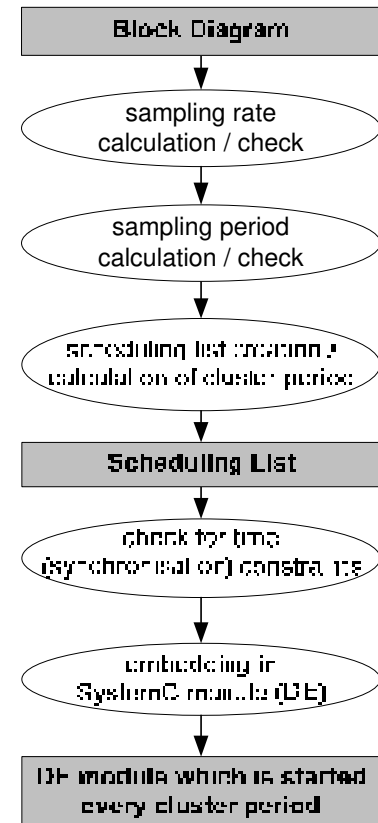 Block Diagram
sampling rate
calculation / check
sampling period
calculation / check
scheduling list
calculation of cluster period
Scheduling List
check for time
(synchronisation) constraints
embedding in
SystemC module (DE)
DE module which is started
every cluster period